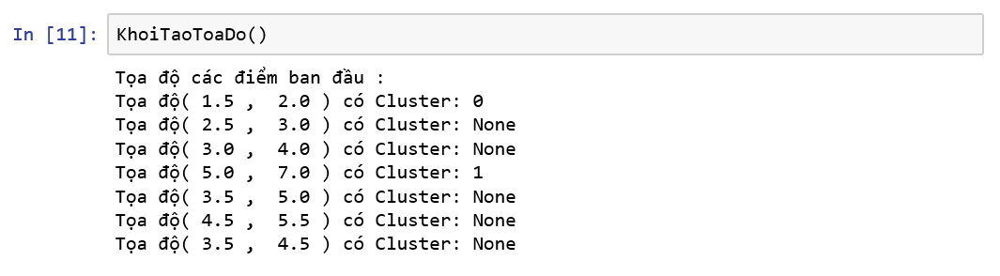 In [11]: KhoiTaoToaDo()
Tọa độ các điểm ban đầu :
Tọa độ( 1.5 ,  2.0 ) có Cluster: 0
Tọa độ( 2.5 ,  3.0 ) có Cluster: None
Tọa độ( 3.0 ,  4.0 ) có Cluster: None
Tọa độ( 5.0 ,  7.0 ) có Cluster: 1
Tọa độ( 3.5 ,  5.0 ) có Cluster: None
Tọa độ( 4.5 ,  5.5 ) có Cluster: None
Tọa độ( 3.5 ,  4.5 ) có Cluster: None